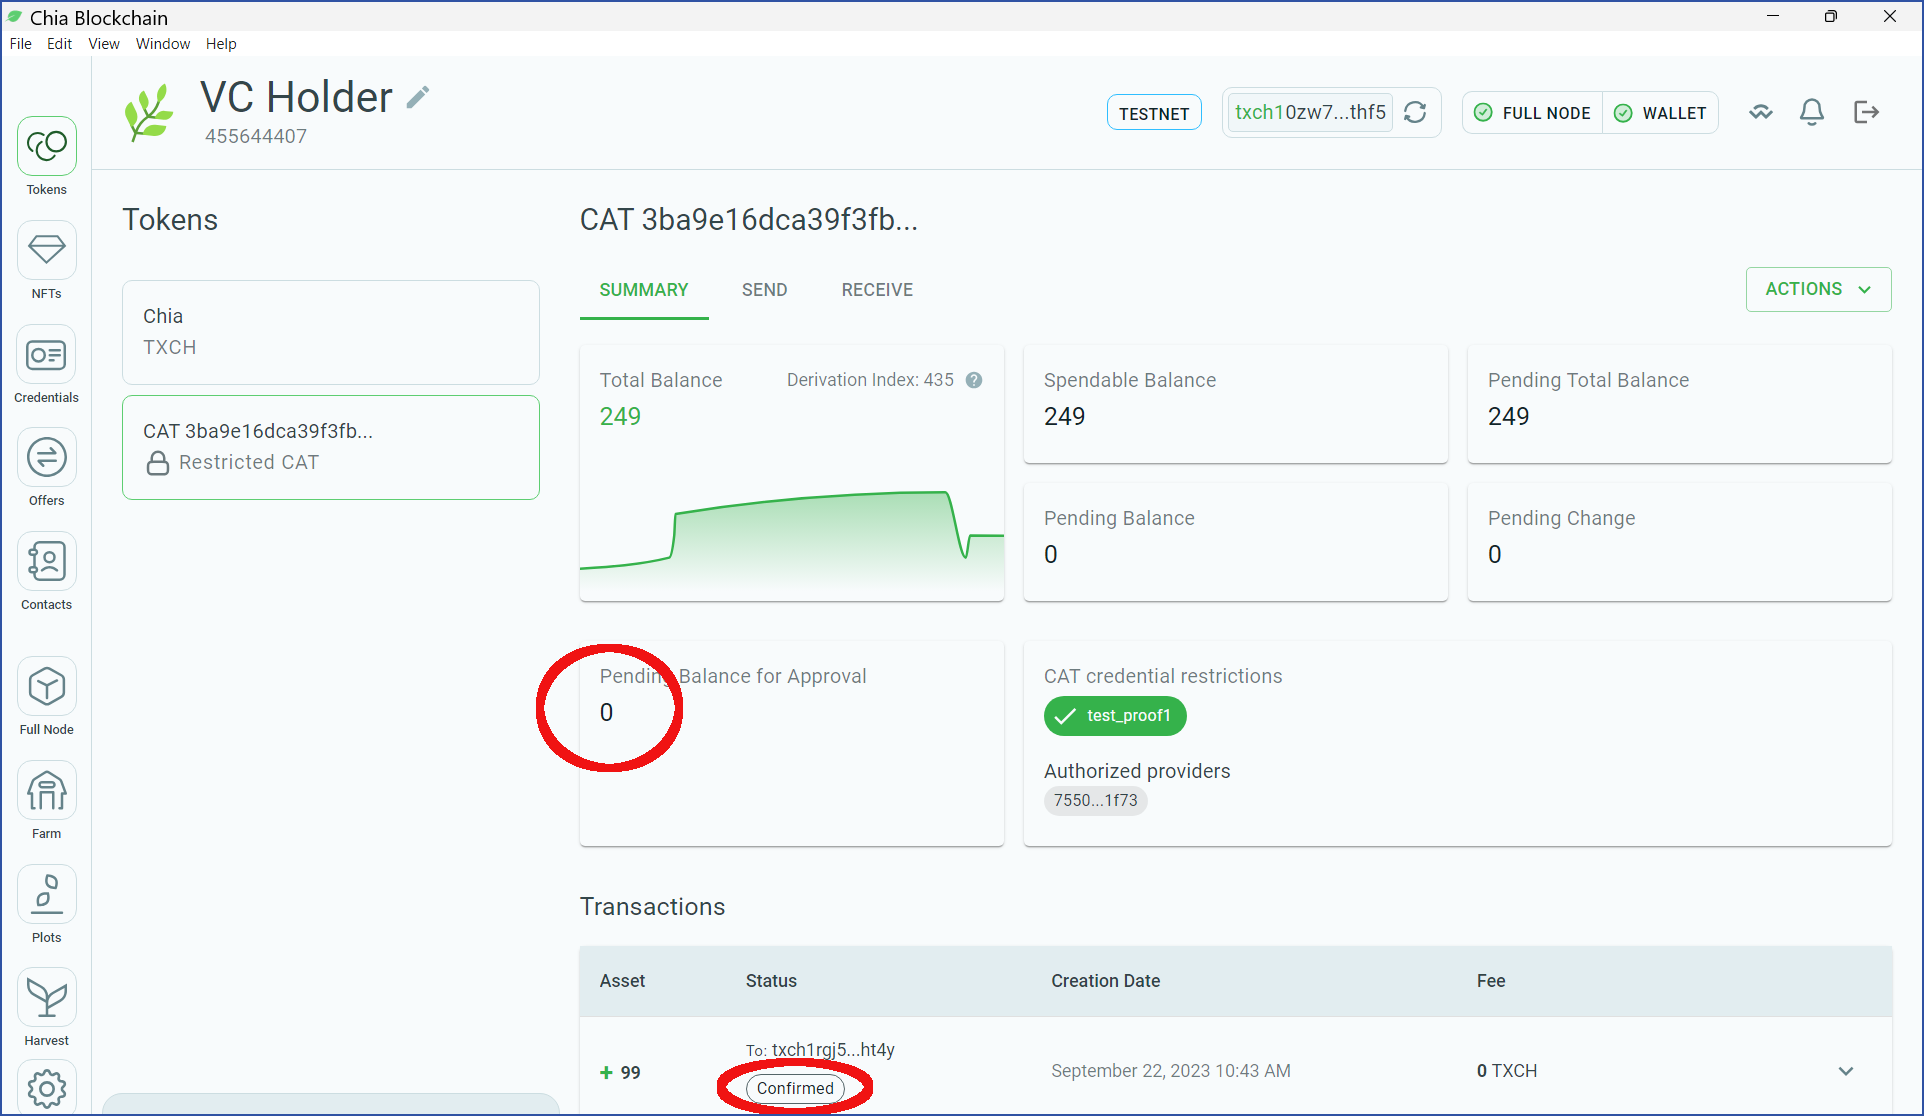 Chia Blockchain
File Edit View Window Help
VC Holder
455644407
TESTNET
txch10zw7...thf5
FULL NODE
WALLET
Tokens
NFTs
Credentials
Offers
Contacts
Full Node
Farm
Plots
Harvest
Tokens
Chia
TXCH
CAT 3ba9e16dca39f3fb...
Restricted CAT
CAT 3ba9e16dca39f3fb...
SUMMARY SEND RECEIVE
ACTIONS
Total Balance Derivation Index: 435 ?
249
Spendable Balance
249
Pending Total Balance
249
Pending Balance
0
Pending Change
0
Pending Balance for Approval
0
CAT credential restrictions
test_proof1
Authorized providers
7550...1f73
Transactions
Asset Status Creation Date Fee
To: txch1rgj5...ht4y
+ 99 Confirmed September 22, 2023 10:43 AM 0 TXCH